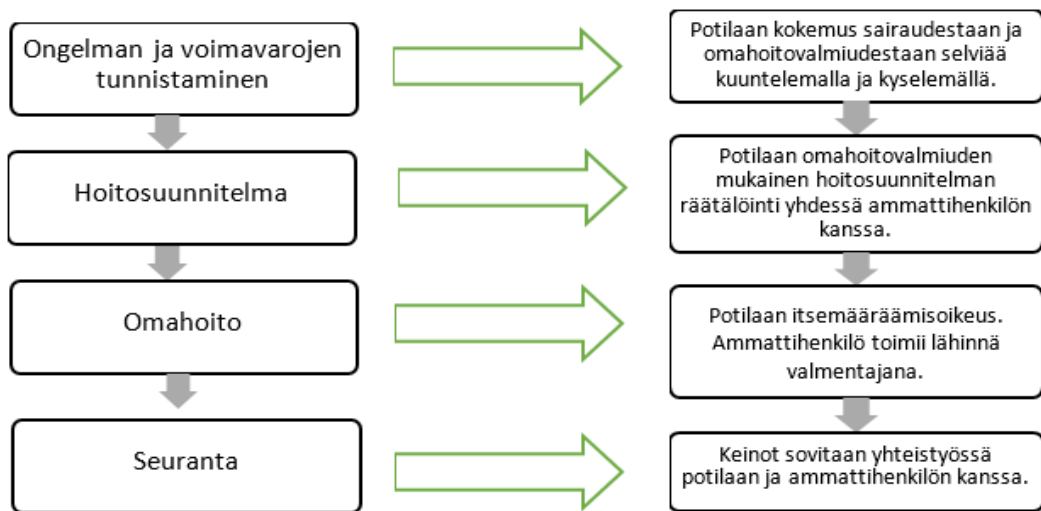 Ongelman ja voimavarojen
tunnistaminen
Potilaan kokemus sairaudestaan ja
omahoitovalmiudestaan selviää
kuuntelemalla ja kyselemällä.
Hoitosuunnitelma
Potilaan omahoitovalmiuden
mukainen hoitosuunnitelman
räätälöinti yhdessä ammattihenkilön
kanssa.
Omahoito
Potilaan itsemääräämisoikeus.
Ammattihenkilö toimii lähinnä
valmentajana.
Seuranta
Keinot sovitaan yhteistyössä
potilaan ja ammattihenkilön kanssa.